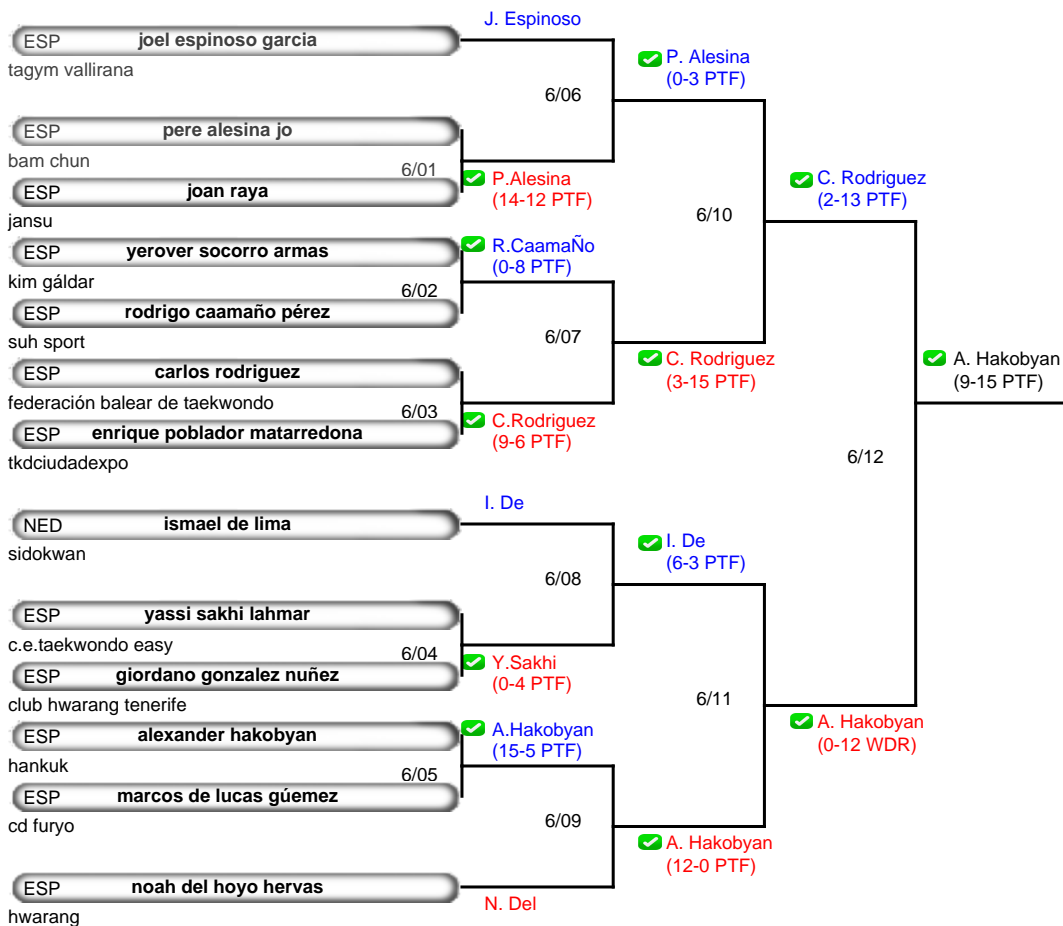 J. Espinoso
ESP joel espinoso garcia
tagym vallirana
P. Alesina
(0-3 PTF)
6/06
ESP pere alesina jo
bam chun
6/01
P.Alesina
(14-12 PTF)
ESP joan raya
jansu
C. Rodriguez
(2-13 PTF)
6/10
ESP yerover socorro armas
kim gáldar
R.CaamaÑo
(0-8 PTF)
6/02
ESP rodrigo caamaño pérez
suh sport
6/07
ESP carlos rodriguez
federación balear de taekwondo
C. Rodriguez
(3-15 PTF)
A. Hakobyan
(9-15 PTF)
6/03
C.Rodriguez
(9-6 PTF)
ESP enrique poblador matarredona
tkdciudadexpo
6/12
I. De
NED ismael de lima
sidokwan
I. De
(6-3 PTF)
6/08
ESP yassi sakhi lahmar
c.e.taekwondo easy
6/04
Y.Sakhi
(0-4 PTF)
ESP giordano gonzalez nuñez
club hwarang tenerife
6/11
A. Hakobyan
(0-12 WDR)
ESP alexander hakobyan
hankuk
A.Hakobyan
(15-5 PTF)
6/05
ESP marcos de lucas gúemez
cd furyo
6/09
A. Hakobyan
(12-0 PTF)
ESP noah del hoyo hervas
hwarang
N. Del